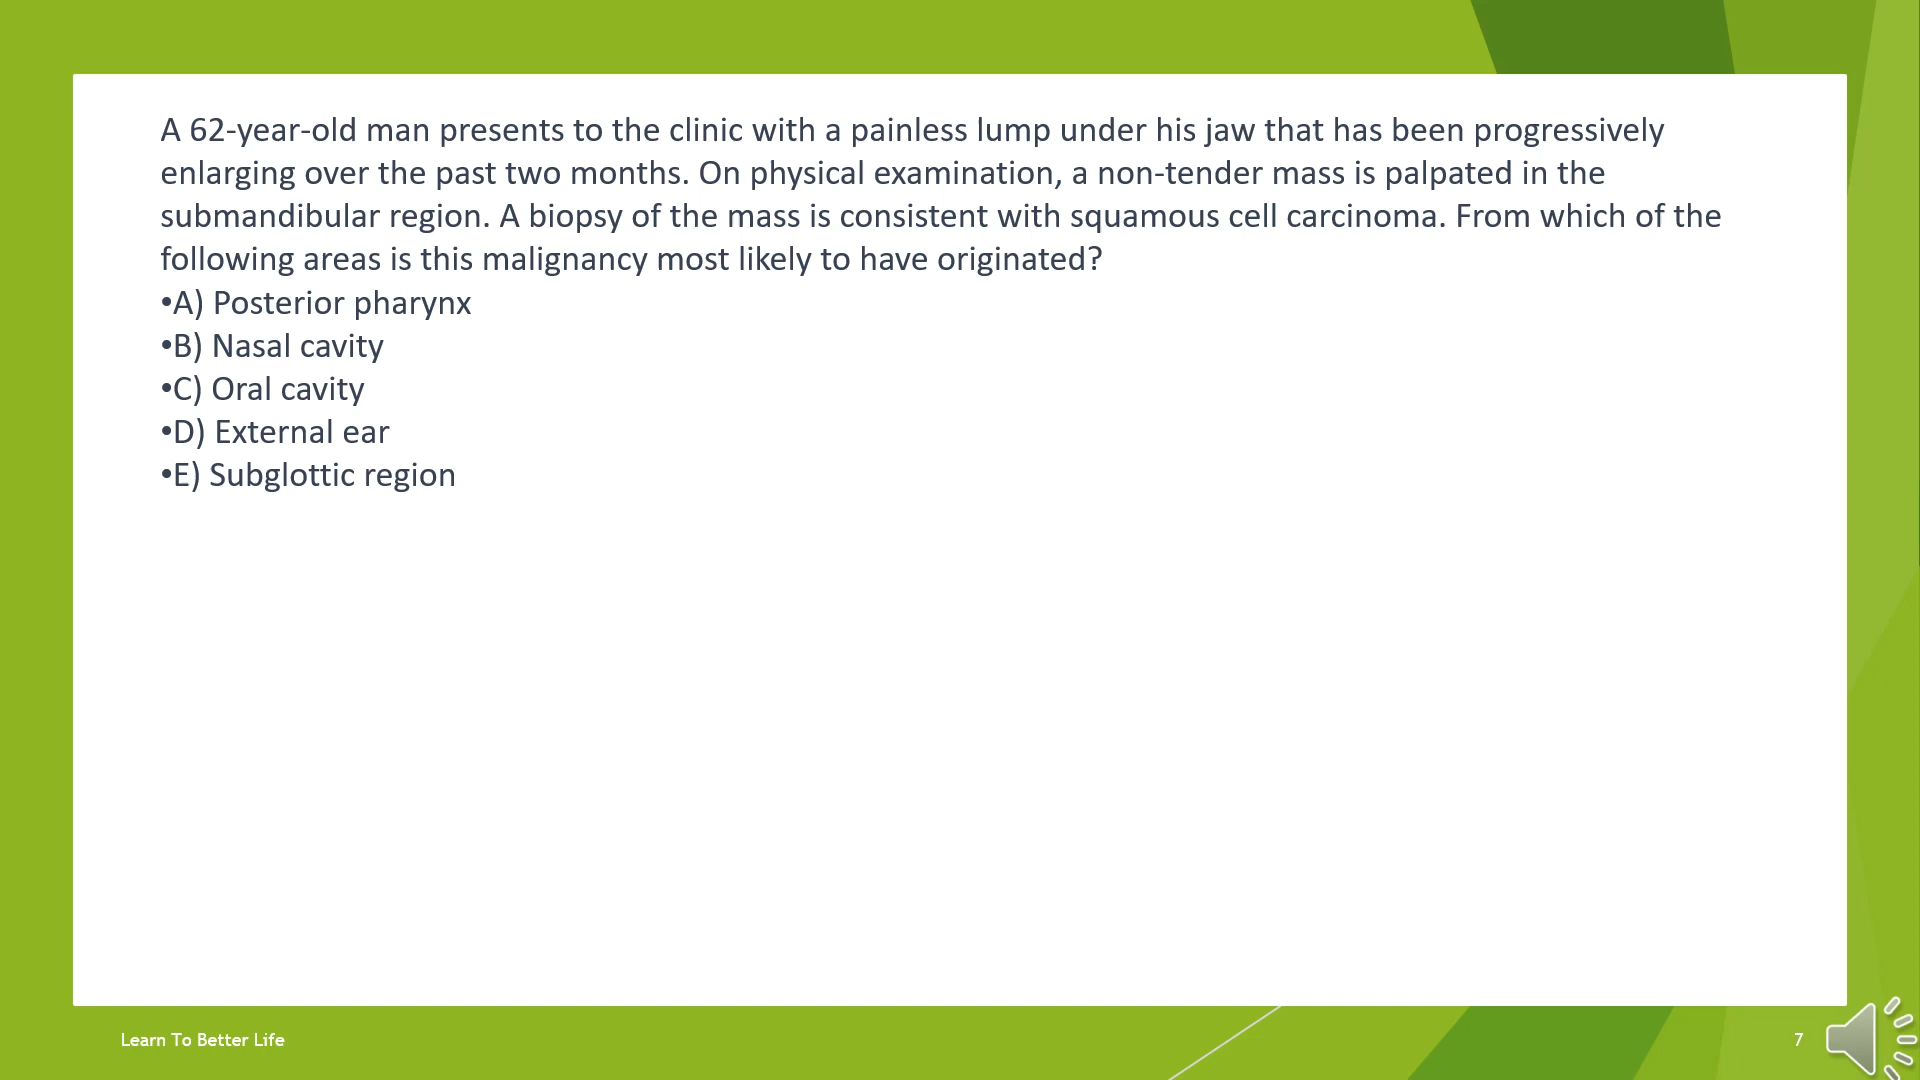 A 62-year-old man presents to the clinic with a painless lump under his jaw that has been progressively
enlarging over the past two months. On physical examination, a non-tender mass is palpated in the
submandibular region. A biopsy of the mass is consistent with squamous cell carcinoma. From which of the
following areas is this malignancy most likely to have originated?
•A) Posterior pharynx
•B) Nasal cavity
•C) Oral cavity
•D) External ear
•E) Subglottic region
Learn To Better Life
7